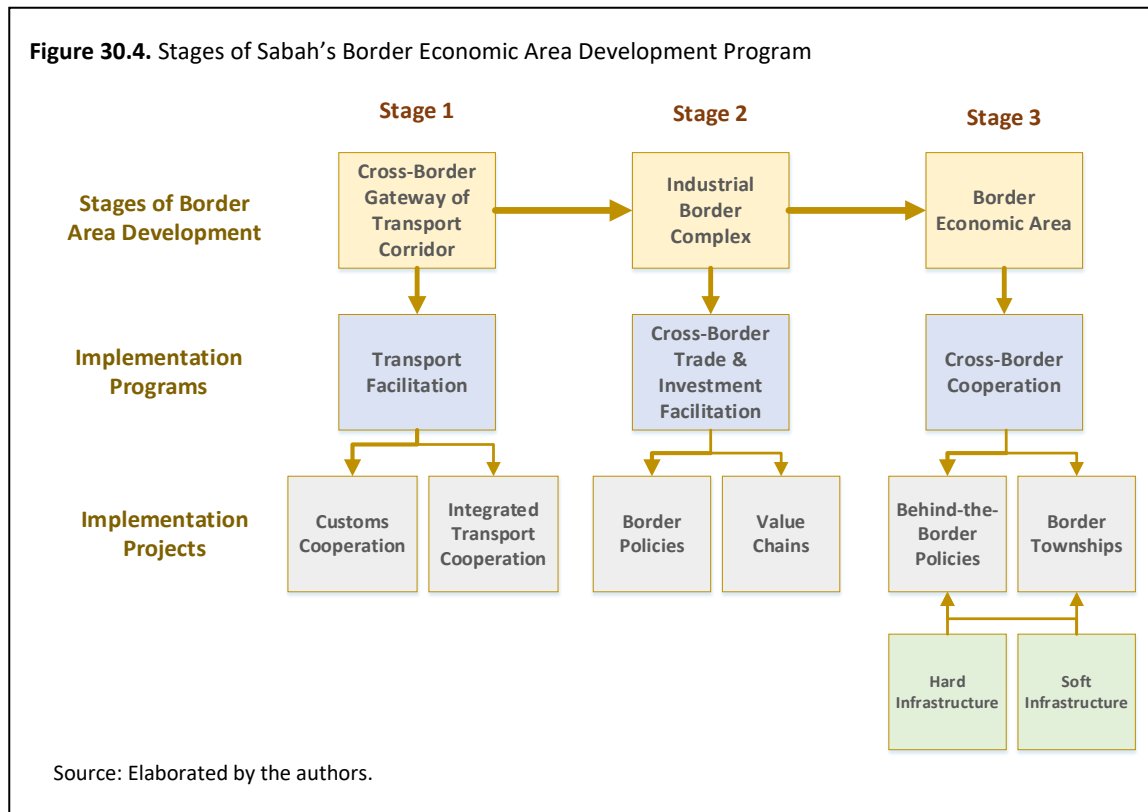 Figure 30.4. Stages of Sabah's Border Economic Area Development Program
Stage 1
Stage 2
Stage 3
Stages of Border
Area Development
Cross-Border
Gateway of
Transport
Corridor
Industrial
Border
Complex
Border
Economic Area
Implementation
Programs
Transport
Facilitation
Cross-Border
Trade &
Investment
Facilitation
Cross-Border
Cooperation
Implementation
Projects
Customs
Cooperation
Integrated
Transport
Cooperation
Border
Policies
Value
Chains
Behind-the-
Border
Policies
Border
Townships
Hard
Infrastructure
Soft
Infrastructure
Source: Elaborated by the authors.